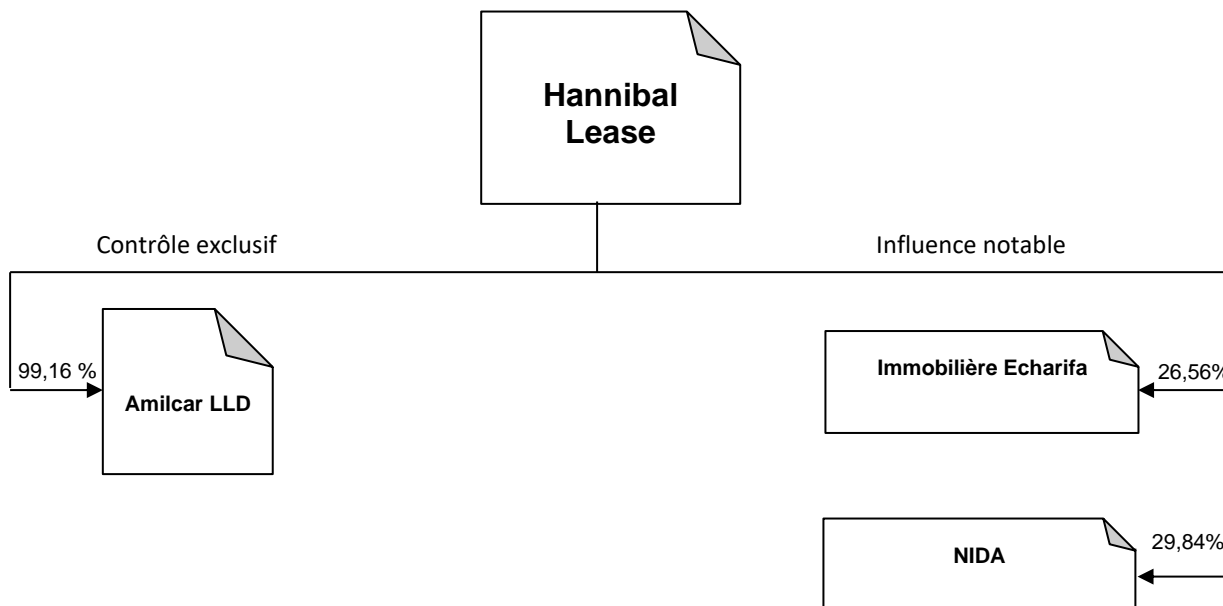 Hannibal
Lease
Contrôle exclusif
Influence notable
99,16 %
Amilcar LLD
Immobilière Echarifa
26,56%
NIDA
29,84%